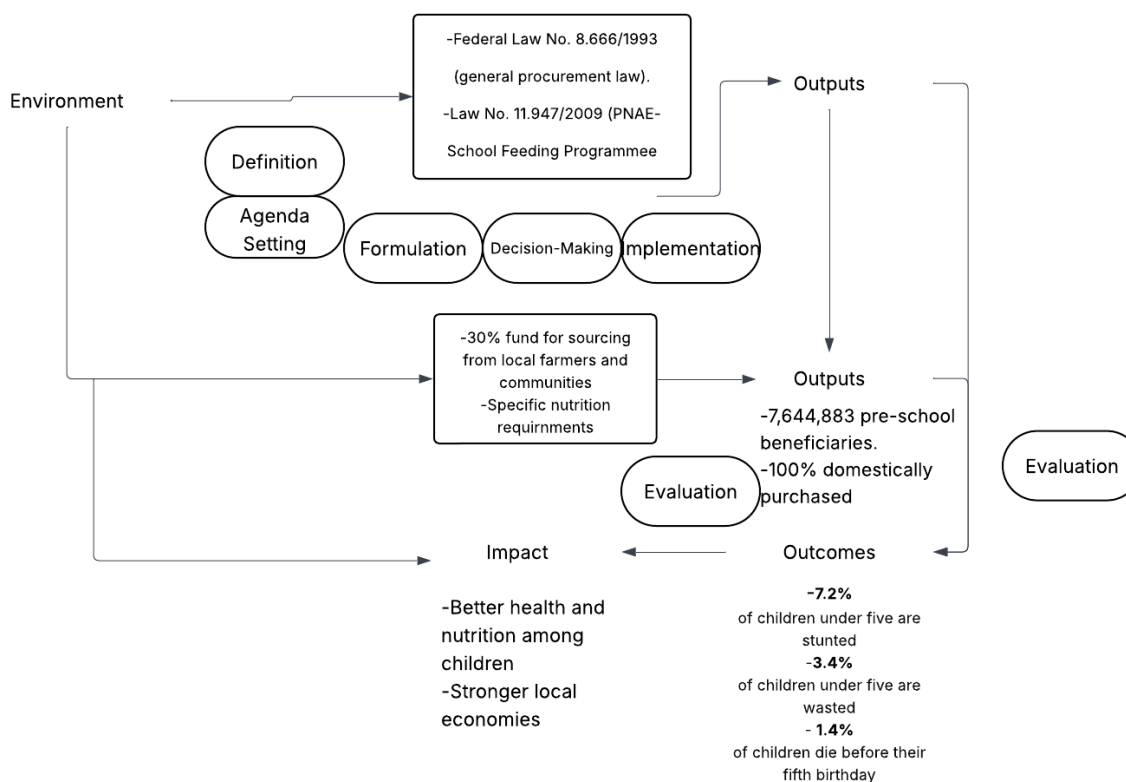 -Federal Law No. 8.666/1993
(general procurement law).
-Law No. 11.947/2009 (PNAE-
School Feeding Programmee
Environment
Outputs
Definition
Agenda
Setting
Formulation
Decision-Making
Implementation
-30% fund for sourcing
from local farmers and
communities
-Specific nutrition
requirnments
Outputs
-7,644,883 pre-school
beneficiaries.
-100% domestically
purchased
Evaluation
Evaluation
Impact
-Better health and
nutrition among
children
-Stronger local
economies
Outcomes
-7.2%
of children under five are
stunted
-3.4%
of children under five are
wasted
- 1.4%
of children die before their
fifth birthday